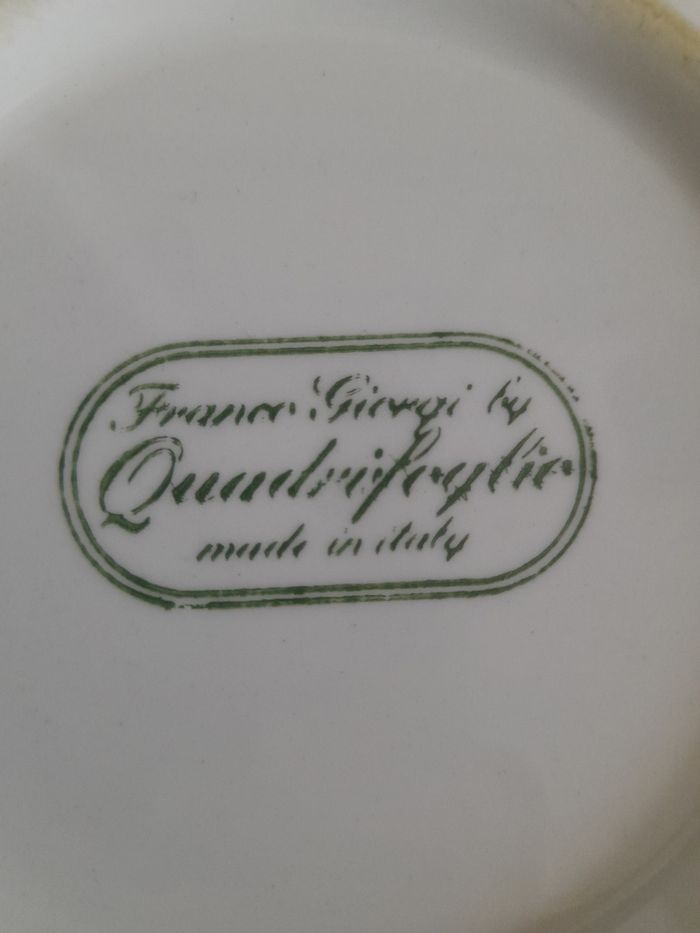 Franco Giorgi by
Quadrifoglio
made in italy